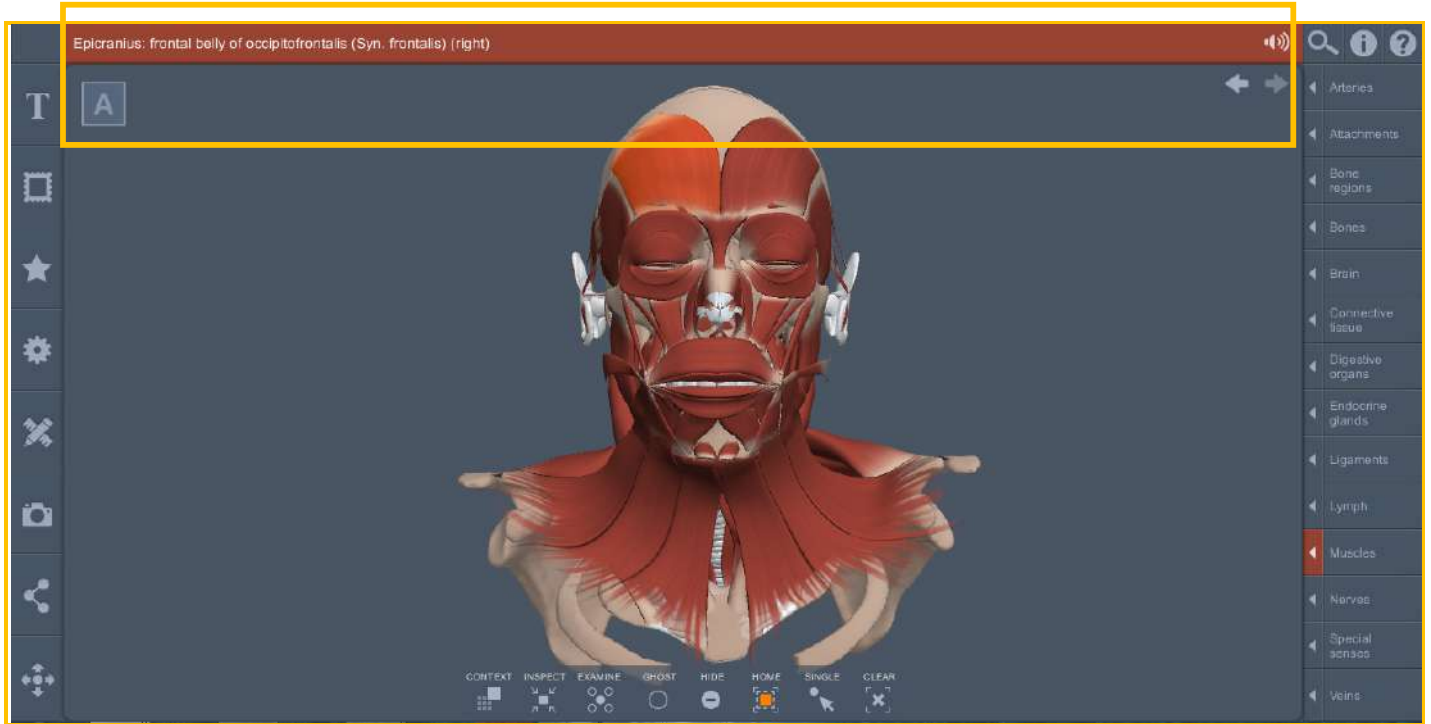 Epicranius: frontal belly of occipitofrontalis (Syn. frontalis) (right)
T
A
Arteries
Attachments
Bone
regions
Bones
Brain
Connective
tissue
Digestive
organs
Endocrine
glands
Ligaments
Lymph
Muscles
Nerves
Special
senses
Veins
CONTEXT INSPECT EXAMINE GHOST HIDE HOME SINGLE CLEAR